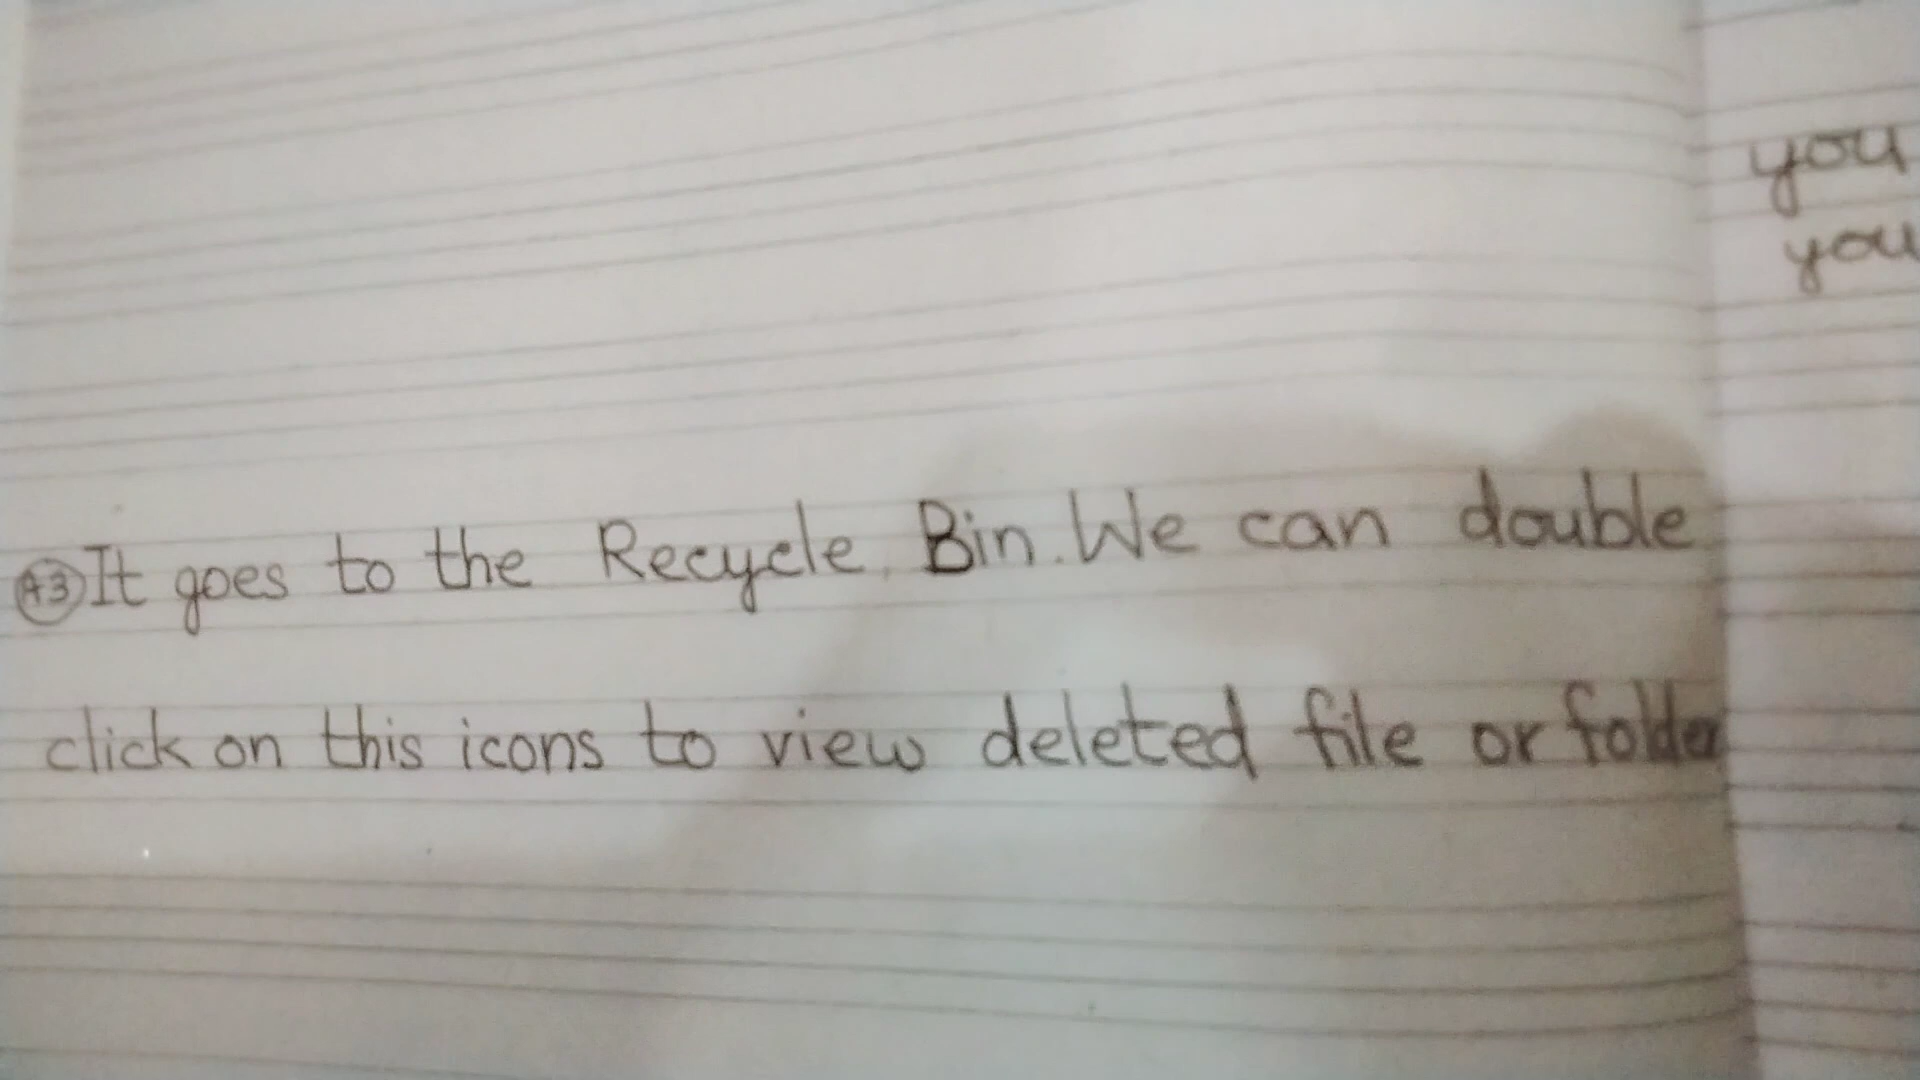 A3 It goes to the Recycle Bin. We can double
click on this icons to view deleted file or folder
you
you